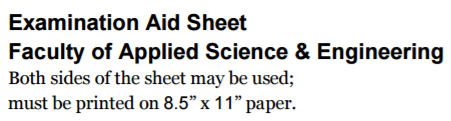 Examination Aid Sheet
Faculty of Applied Science & Engineering
Both sides of the sheet may be used;
must be printed on 8.5” x 11” paper.